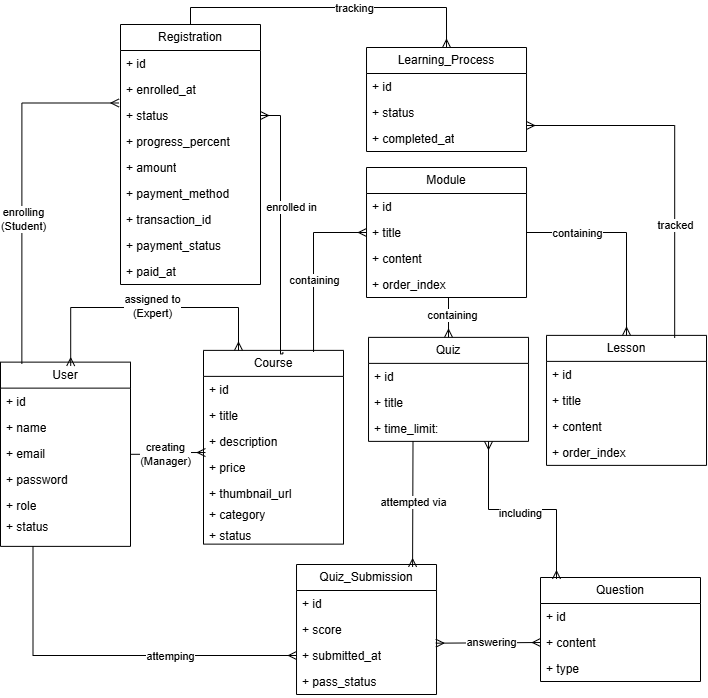 tracking
Registration
+ id
+ enrolled_at
+ status
+ progress_percent
+ amount
+ payment_method
+ transaction_id
+ payment_status
+ paid_at
Learning_Process
+ id
+ status
+ completed_at
Module
+ id
+ title
+ content
+ order_index
enrolling
(Student)
enrolled in
containing
containing
tracked
assigned to
(Expert)
containing
User
+ id
+ name
+ email
+ password
+ role
+ status
creating
(Manager)
Course
+ id
+ title
+ description
+ price
+ thumbnail_url
+ category
+ status
Quiz
+ id
+ title
+ time_limit:
Lesson
+ id
+ title
+ content
+ order_index
attempted via
including
Quiz_Submission
+ id
+ score
+ submitted_at
+ pass_status
attemping
answering
Question
+ id
+ content
+ type